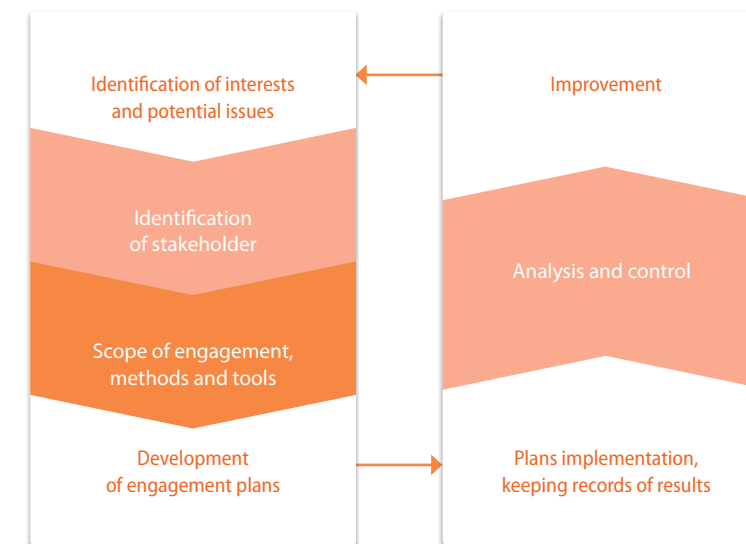 Identification of interests
and potential issues
Identification
of stakeholder
Scope of engagement,
methods and tools
Development
of engagement plans
Improvement
Analysis and control
Plans implementation,
keeping records of results